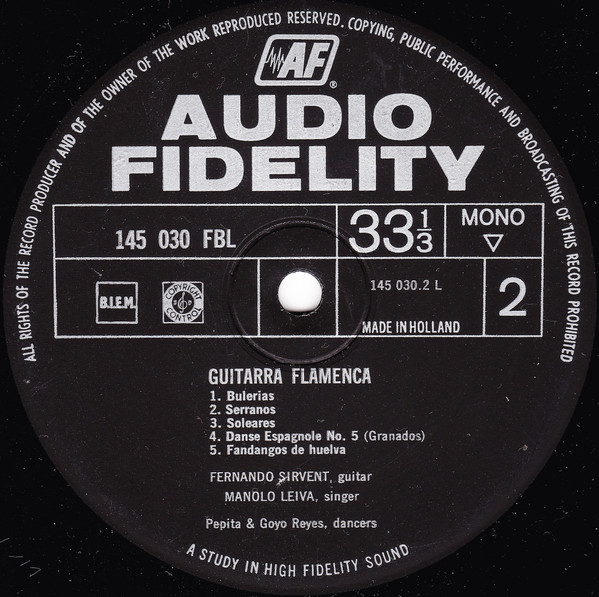 ALL RIGHTS OF THE RECORD PRODUCER AND OF THE OWNER OF THE WORK REPRODUCED RESERVED. COPYING, PUBLIC PERFORMANCE AND BROADCASTING OF THIS RECORD PROHIBITED
AF®
AUDIO
FIDELITY
145 030 FBL
33 1/3
MONO
B.I.E.M.
COPYRIGHT CONTROL
145 030.2 L
MADE IN HOLLAND
2
GUITARRA FLAMENCA
1. Bulerias
2. Serranos
3. Soleares
4. Danse Espagnole No. 5 (Granados)
5. Fandangos de huelva
FERNANDO SIRVENT, guitar
MANOLO LEIVA, singer
Pepita & Goyo Reyes, dancers
A STUDY IN HIGH FIDELITY SOUND